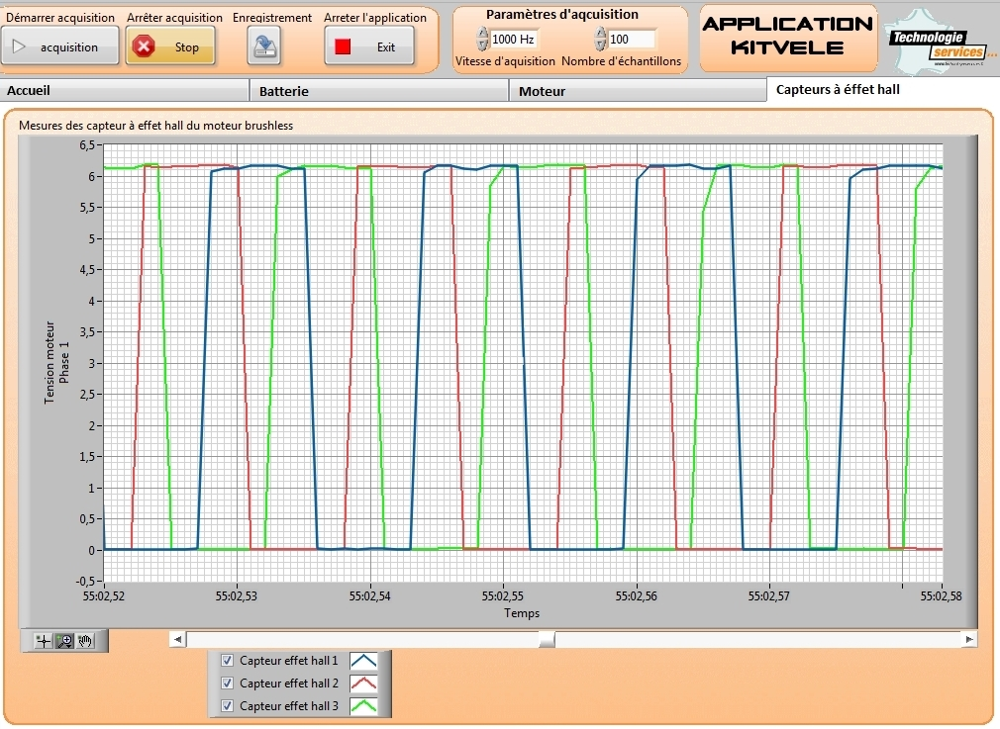 Démarrer acquisition Arrêter acquisition Enregistrement Arreter l'application
acquisition Stop Exit
Paramètres d'aqcuisition
1000 Hz 100
Vitesse d'aquisition Nombre d'échantillons
APPLICATION
KITVELE
Technologie
services...
Accueil Batterie Moteur Capteurs à éffet hall
Mesures des capteur à effet hall du moteur brushless
6,5
6
5,5
5
4,5
4
3,5
3
2,5
2
1,5
1
0,5
0
-0,5
Tension moteur
Phase 1
55:02,52 55:02,53 55:02,54 55:02,55 55:02,56 55:02,57 55:02,58
Temps
Capteur effet hall 1
Capteur effet hall 2
Capteur effet hall 3